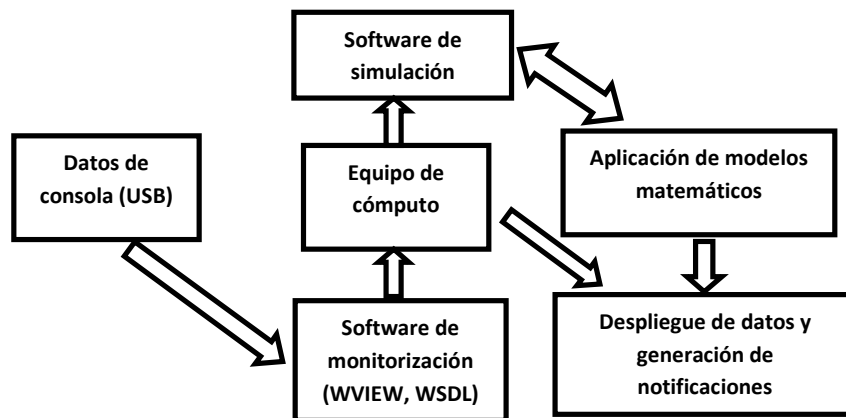 Software de
simulación
Datos de
consola (USB)
Equipo de
cómputo
Aplicación de modelos
matemáticos
Software de
monitorización
(WVIEW, WSDL)
Despliegue de datos y
generación de
notificaciones